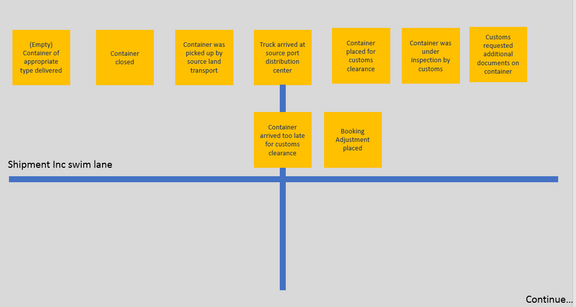 (Empty)
Container of
appropriate
type delivered
Container
closed
Container was
picked up by
source land
transport
Truck arrived at
source port
distribution
center
Container
placed for
customs
clearance
Container was
under
inspection by
customs
Customs
requested
additional
documents on
container
Container
arrived too late
for customs
clearance
Booking
Adjustment
placed
Shipment Inc swim lane
Continue...